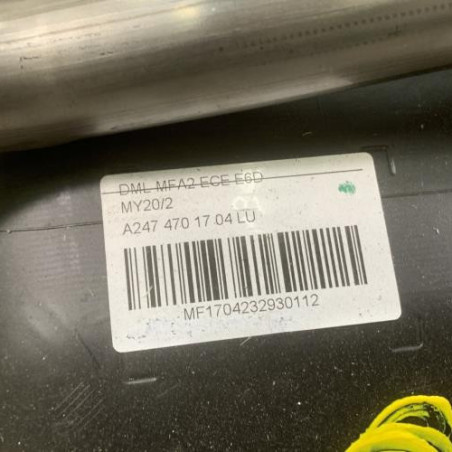 DML MFA2 ECE E6D
MY20/2
A247 470 17 04 LU
MF1704232930112